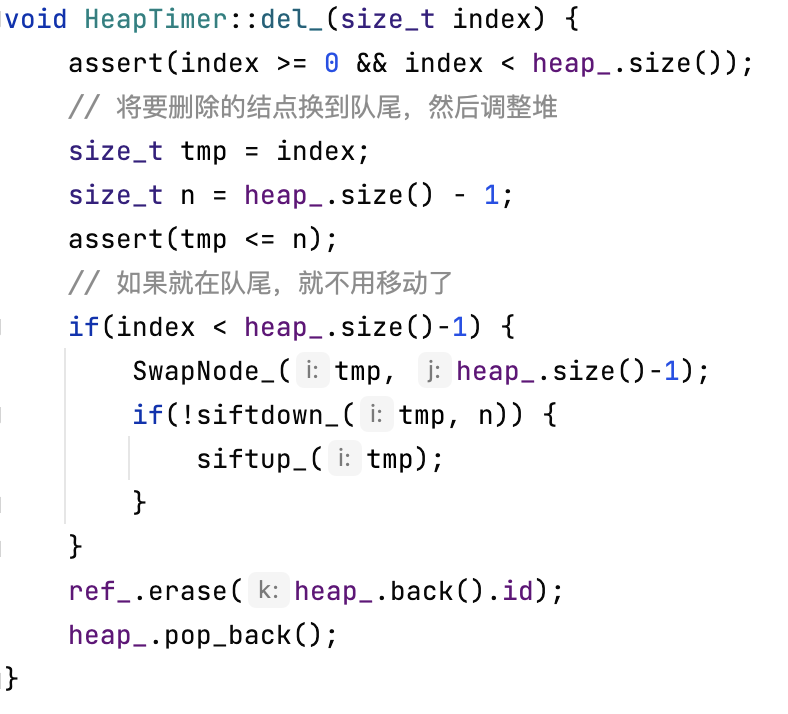 void HeapTimer::del_(size_t index) {
    assert(index >= 0 && index < heap_.size());
    // 将要删除的结点换到队尾，然后调整堆
    size_t tmp = index;
    size_t n = heap_.size() - 1;
    assert(tmp <= n);
    // 如果就在队尾，就不用移动了
    if(index < heap_.size()-1) {
        SwapNode_( i: tmp, j: heap_.size()-1);
        if(!siftdown_( i: tmp, n)) {
            siftup_( i: tmp);
        }
    }
    ref_.erase( k: heap_.back().id);
    heap_.pop_back();
}